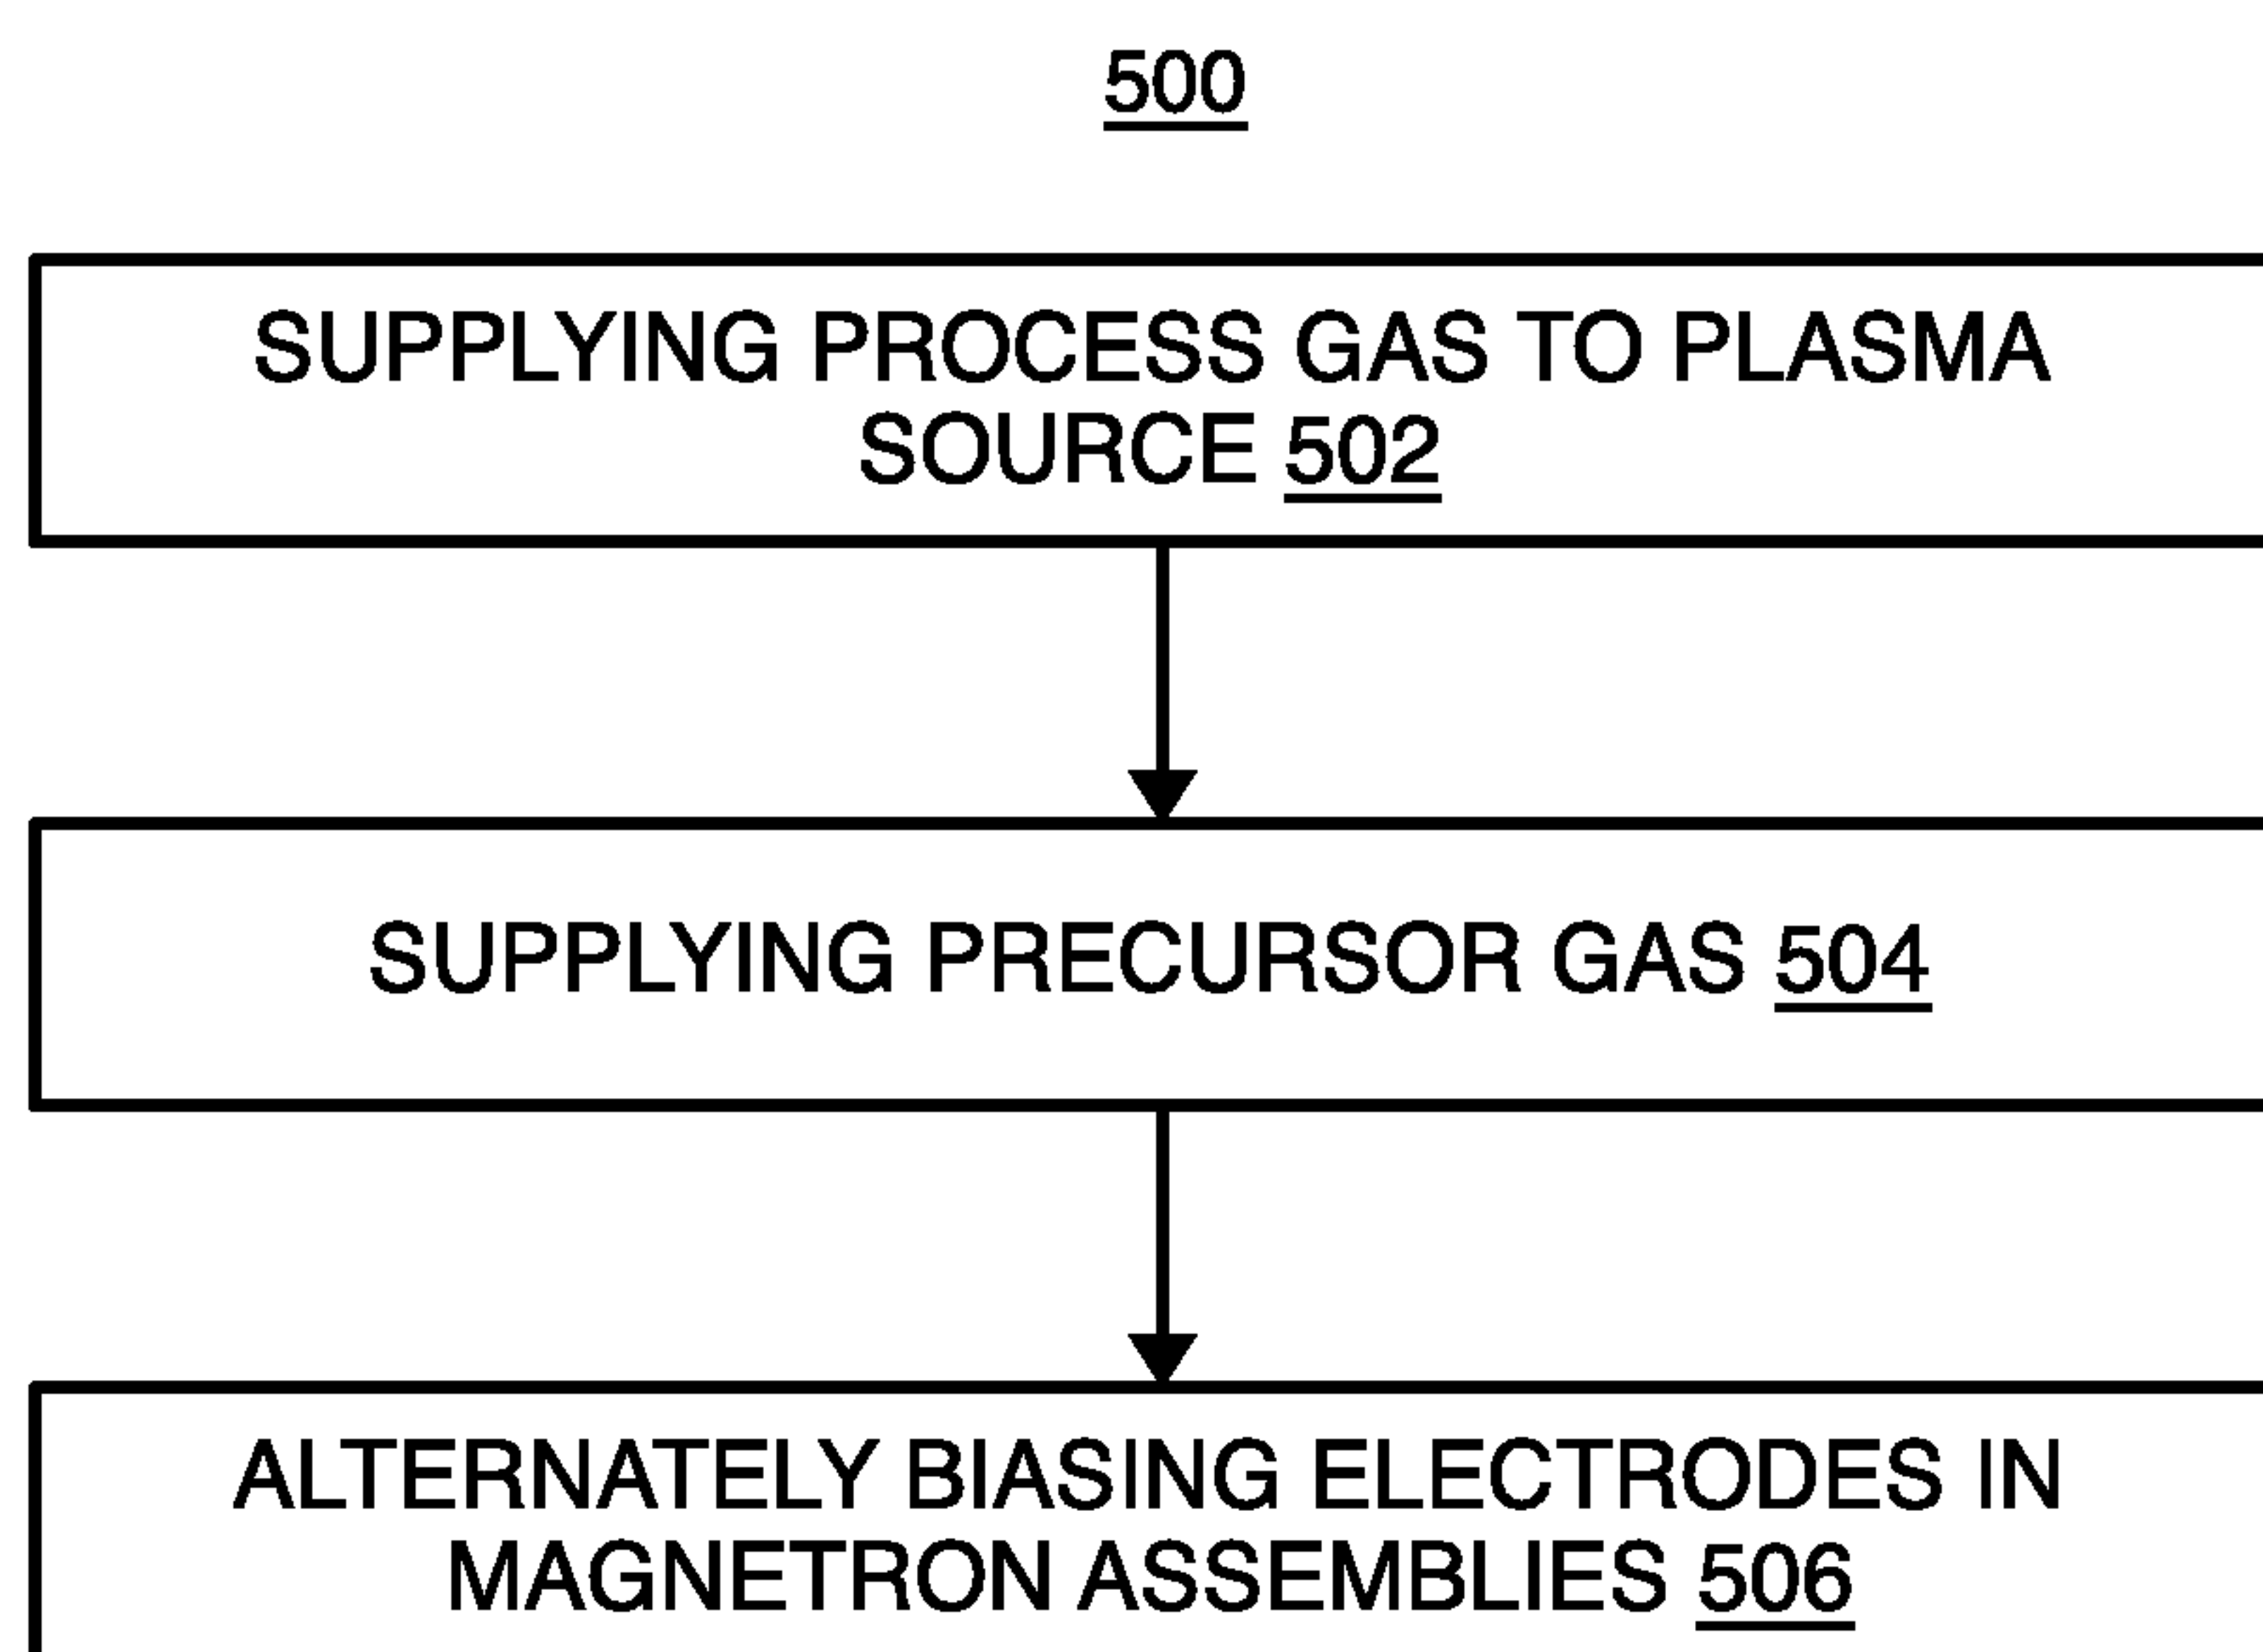 500
SUPPLYING PROCESS GAS TO PLASMA
SOURCE 502
SUPPLYING PRECURSOR GAS 504
ALTERNATELY BIASING ELECTRODES IN
MAGNETRON ASSEMBLIES 506